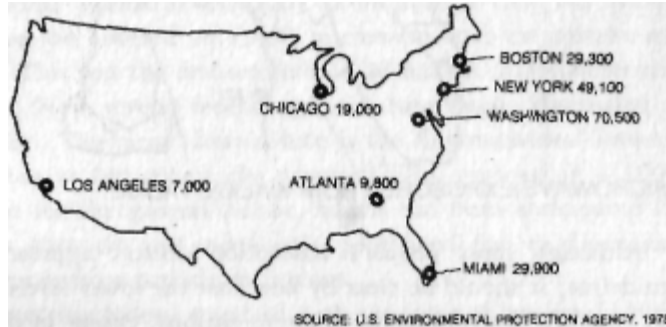 BOSTON 29,300
NEW YORK 49,100
CHICAGO 19,000
WASHINGTON 70,500
LOS ANGELES 7,000
ATLANTA 9,800
MIAMI 29,900
SOURCE: U.S. ENVIRONMENTAL PROTECTION AGENCY, 1978